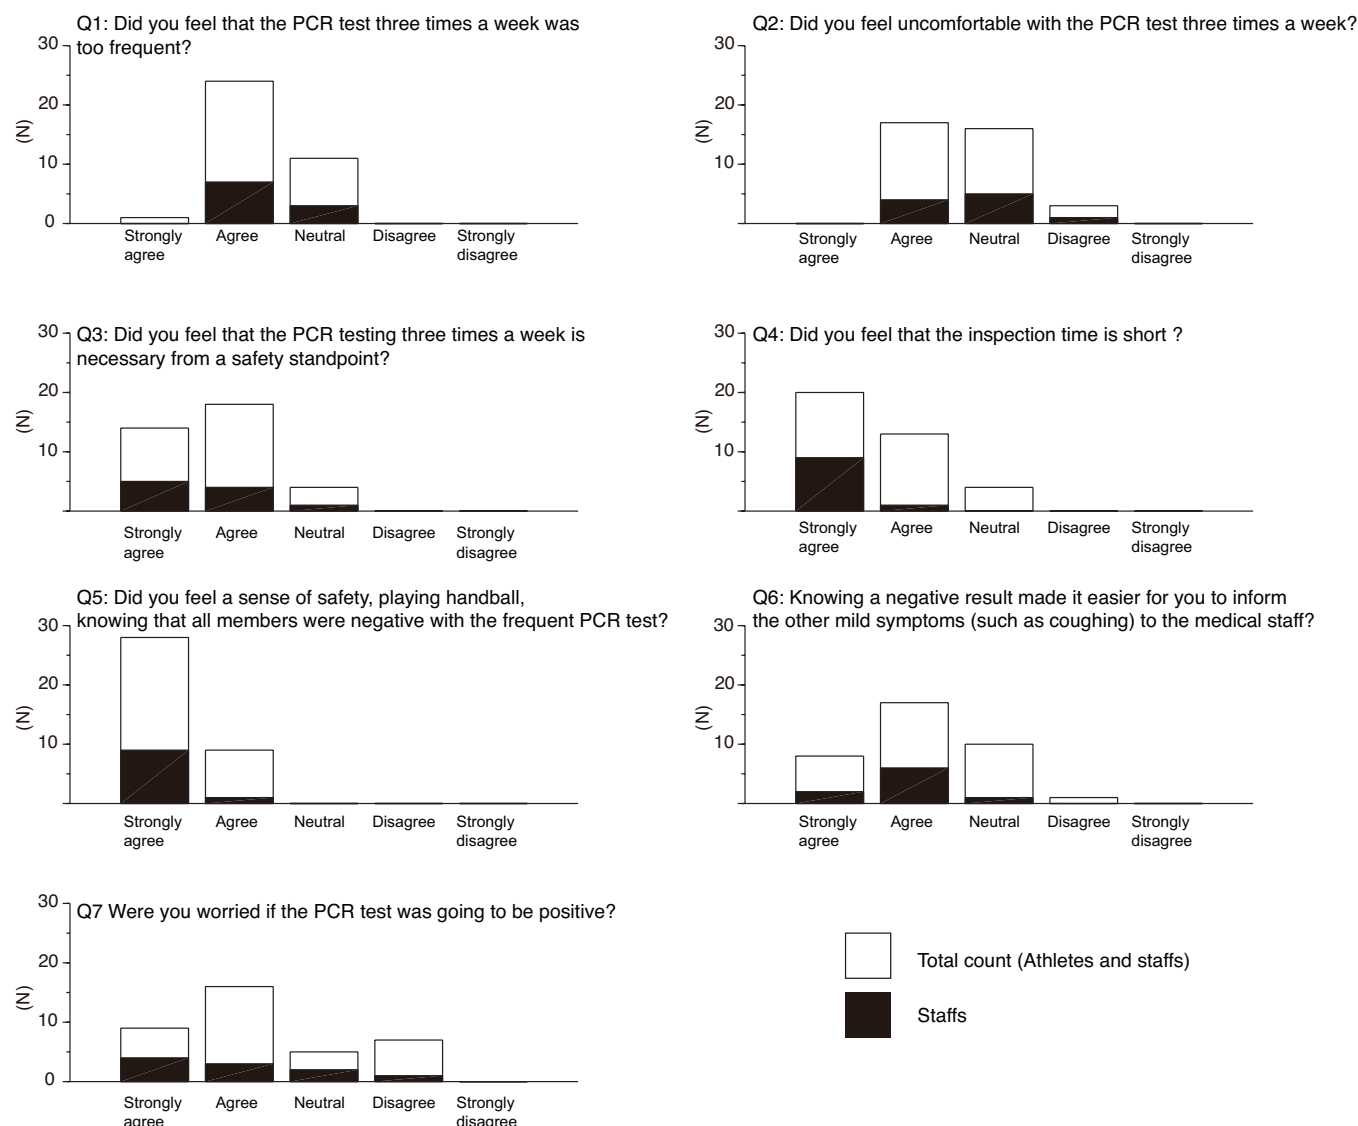 Q1: Did you feel that the PCR test three times a week was
too frequent?
30
20
10
0
(N)
Strongly
agree
Agree
Neutral
Disagree
Strongly
disagree
Q2: Did you feel uncomfortable with the PCR test three times a week?
30
20
10
(N)
Strongly
agree
Agree
Neutral
Disagree
Strongly
disagree
Q3: Did you feel that the PCR testing three times a week is
necessary from a safety standpoint?
30
20
10
(N)
Strongly
agree
Agree
Neutral
Disagree
Strongly
disagree
Q4: Did you feel that the inspection time is short ?
30
20
10
(N)
Strongly
agree
Agree
Neutral
Disagree
Strongly
disagree
Q5: Did you feel a sense of safety, playing handball,
knowing that all members were negative with the frequent PCR test?
30
20
10
(N)
Strongly
agree
Agree
Neutral
Disagree
Strongly
disagree
Q6: Knowing a negative result made it easier for you to inform
the other mild symptoms (such as coughing) to the medical staff?
30
20
10
(N)
Strongly
agree
Agree
Neutral
Disagree
Strongly
disagree
Q7 Were you worried if the PCR test was going to be positive?
30
20
10
0
(N)
Strongly
agree
Agree
Neutral
Disagree
Strongly
disagree
Total count (Athletes and staffs)
Staffs